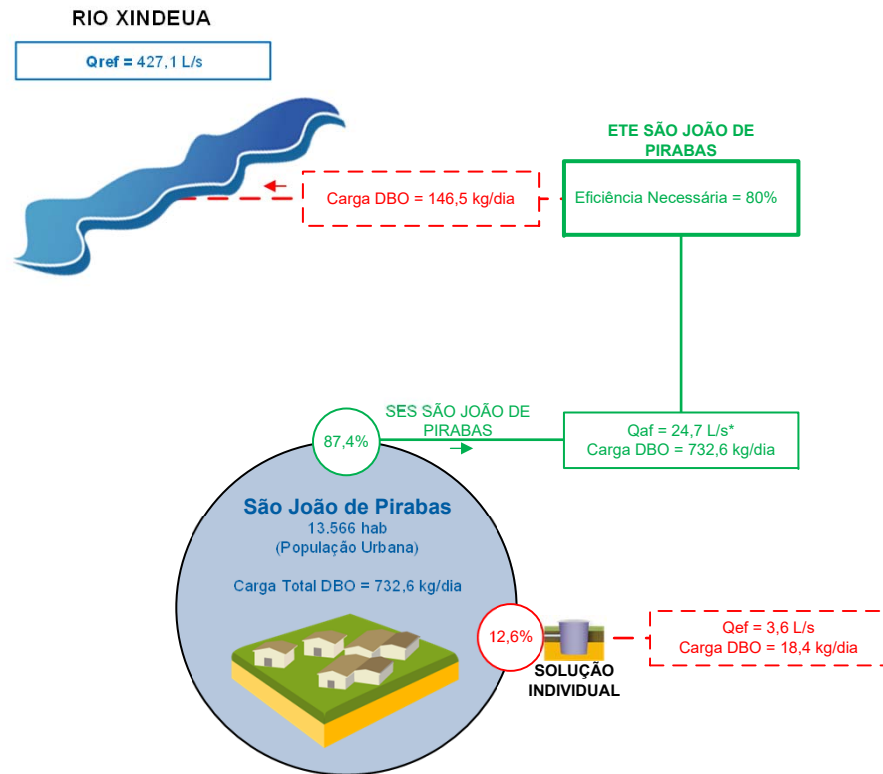 RIO XINDEUA
Qref = 427,1 L/s
ETE SÃO JOÃO DE
PIRABAS
Carga DBO = 146,5 kg/dia
Eficiência Necessária = 80%
SES SÃO JOÃO DE
PIRABAS
87,4%
Qaf = 24,7 L/s*
Carga DBO = 732,6 kg/dia
São João de Pirabas
13.566 hab
(População Urbana)
Carga Total DBO = 732,6 kg/dia
12,6%
SOLUÇÃO
INDIVIDUAL
Qef = 3,6 L/s
Carga DBO = 18,4 kg/dia